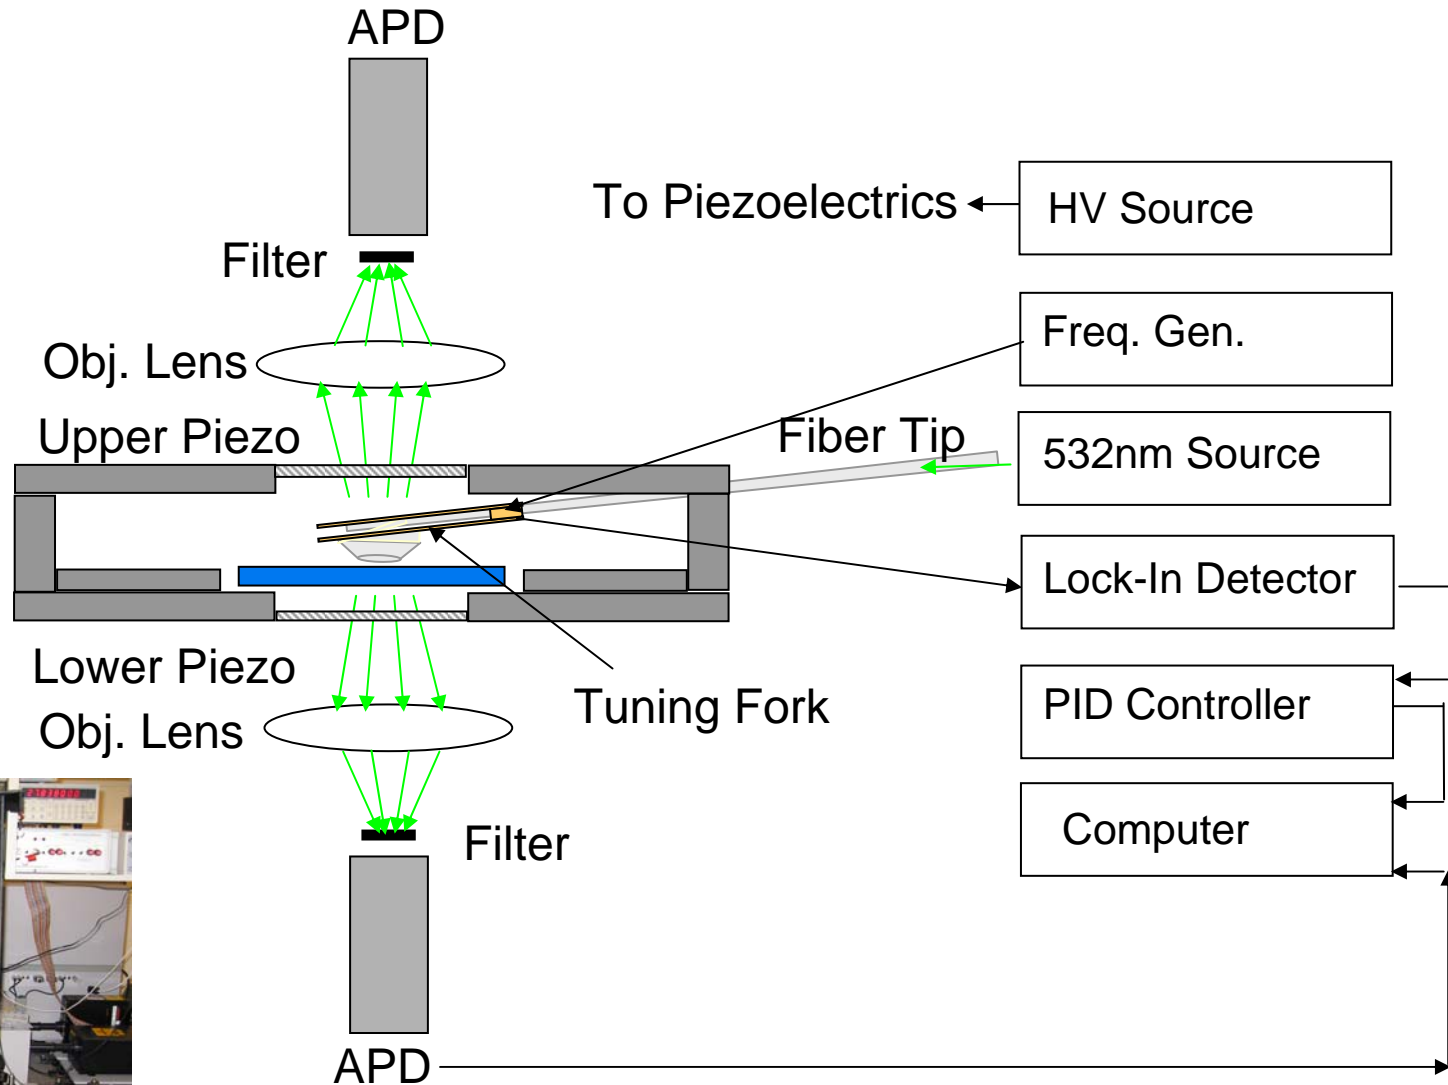 APD
To Piezoelectrics
HV Source
Filter
Freq. Gen.
Obj. Lens
Upper Piezo
Fiber Tip
532nm Source
Lock-In Detector
Lower Piezo
Tuning Fork
PID Controller
Obj. Lens
Computer
Filter
APD